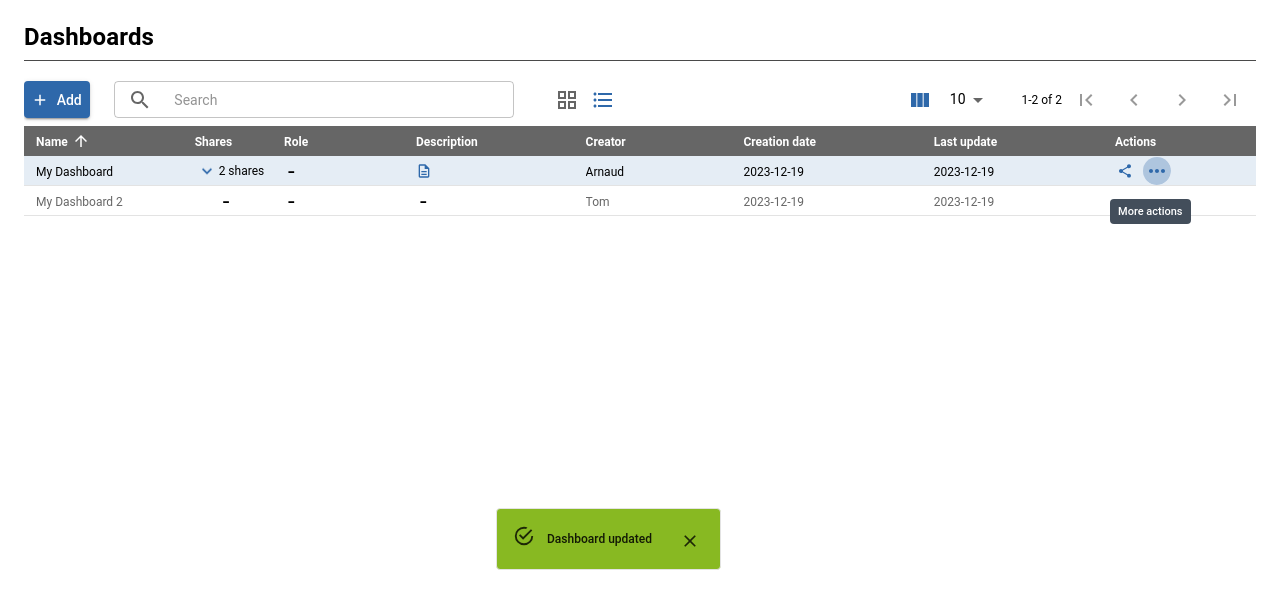 Dashboards
Add
Search
10
1-2 of 2
Name Shares Role Description Creator Creation date Last update Actions
My Dashboard 2 shares – Arnaud 2023-12-19 2023-12-19
My Dashboard 2 – – – Tom 2023-12-19 2023-12-19
More actions
Dashboard updated